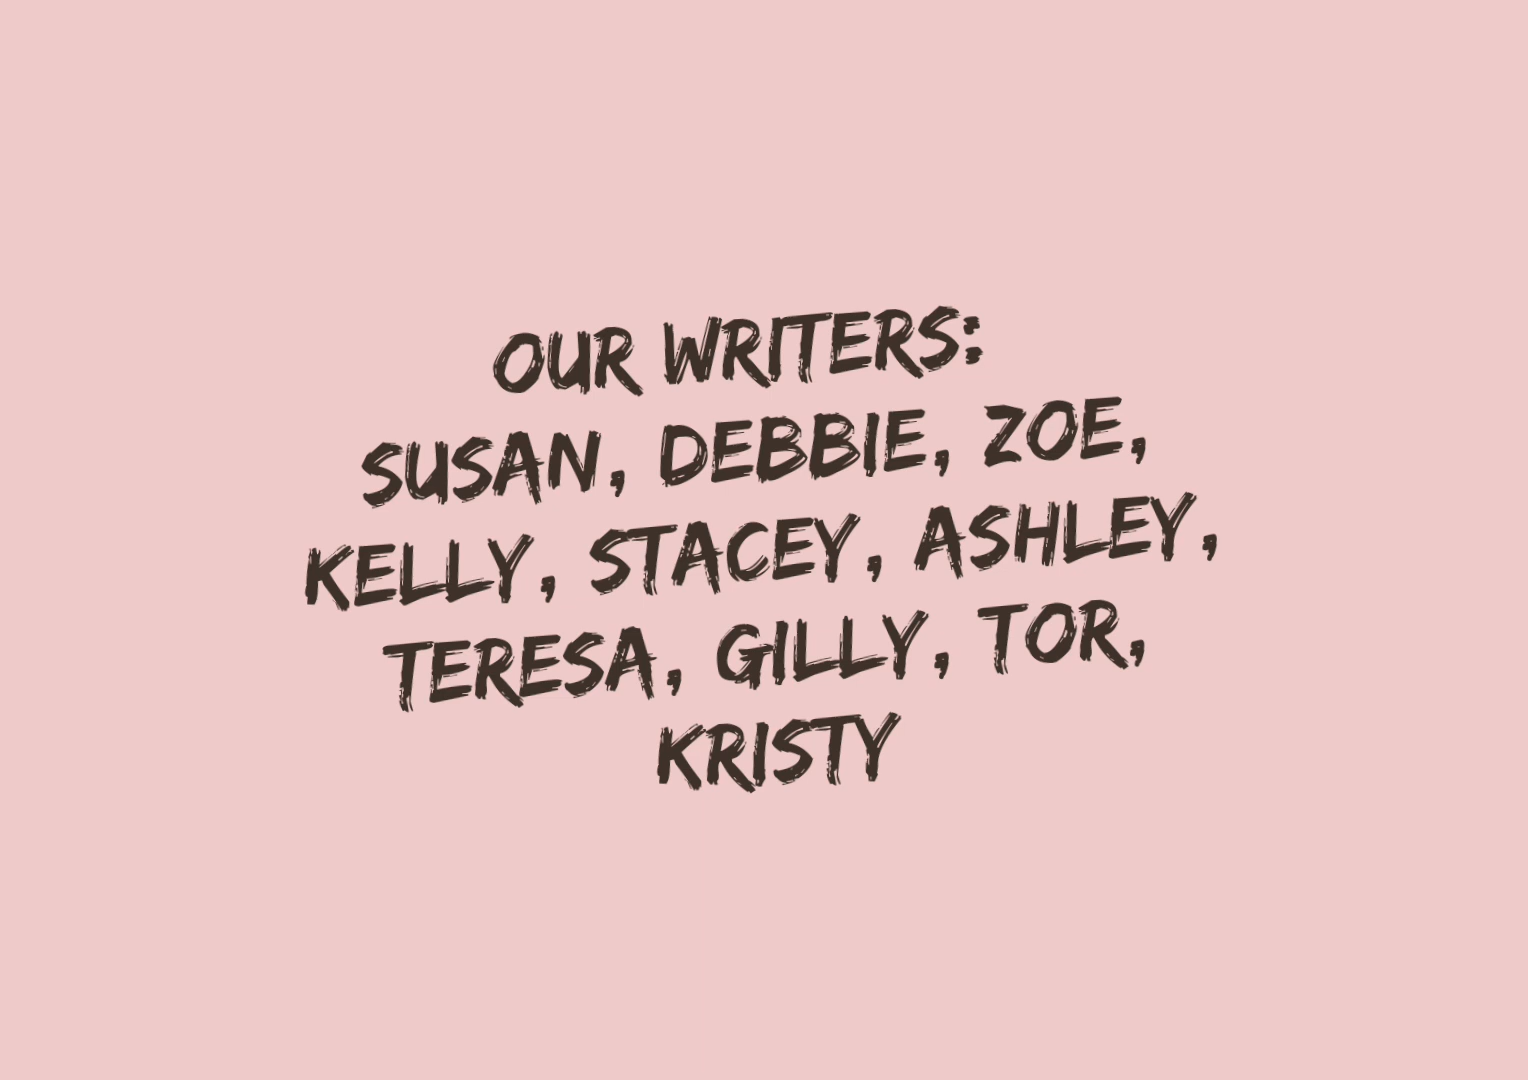 OUR WRITERS:
SUSAN, DEBBIE, ZOE,
KELLY, STACEY, ASHLEY,
TERESA, GILLY, TOR,
KRISTY